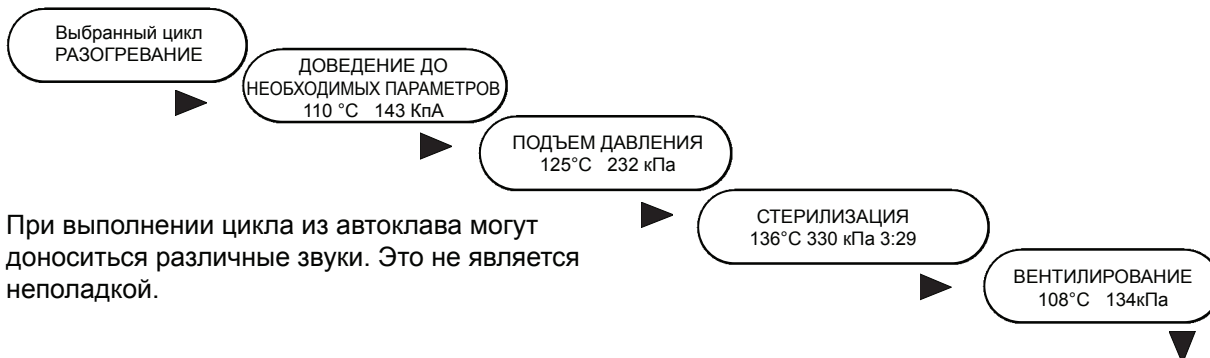 Выбранный цикл
РАЗОГРЕВАНИЕ
ДОВЕДЕНИЕ ДО
НЕОБХОДИМЫХ ПАРАМЕТРОВ
110 °C 143 КпА
ПОДЪЕМ ДАВЛЕНИЯ
125°C 232 кПа
СТЕРИЛИЗАЦИЯ
136°C 330 кПа 3:29
ВЕНТИЛИРОВАНИЕ
108°C 134кПа
При выполнении цикла из автоклава могут
доноситься различные звуки. Это не является
неполадкой.